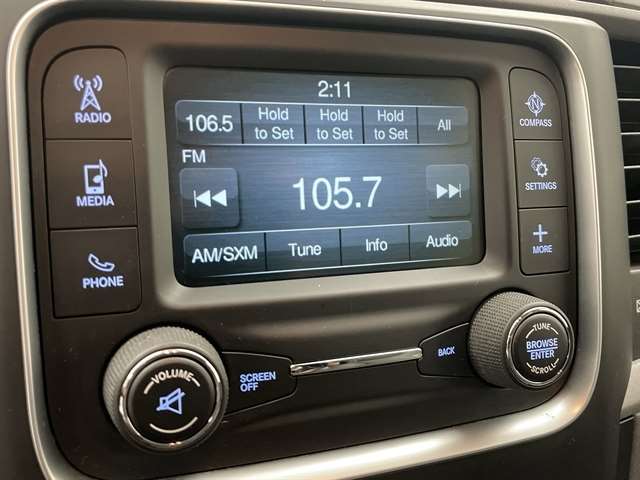 2:11
106.5 Hold to Set Hold to Set Hold to Set All
FM
105.7
AM/SXM Tune Info Audio
RADIO
MEDIA
PHONE
COMPASS
SETTINGS
MORE
VOLUME
SCREEN
OFF
BACK
TUNE
BROWSE
ENTER
SCROLL